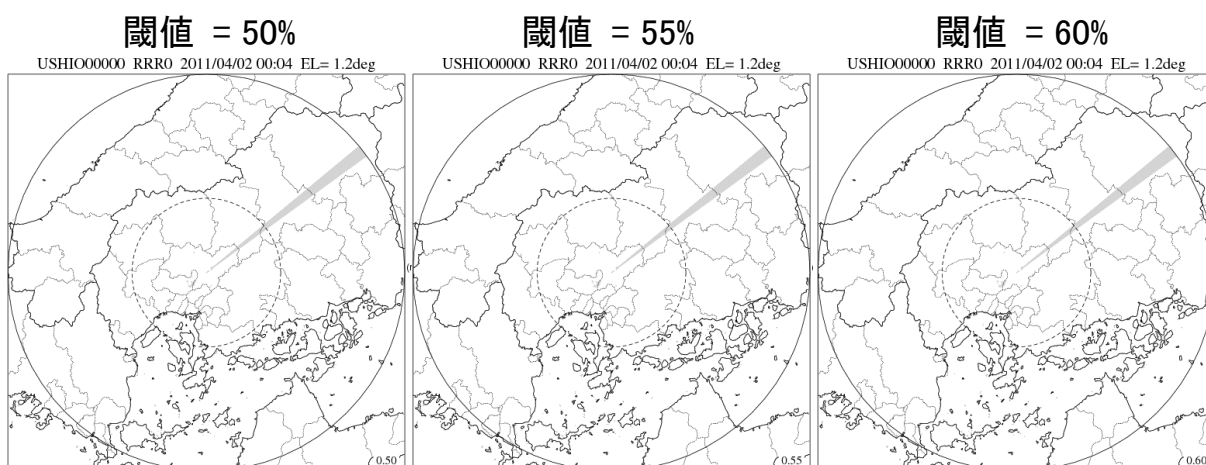 閾値 = 50%
閾値 = 55%
閾値 = 60%
USHIO00000 RRR0 2011/04/02 00:04 EL= 1.2deg
USHIO00000 RRR0 2011/04/02 00:04 EL= 1.2deg
USHIO00000 RRR0 2011/04/02 00:04 EL= 1.2deg
0.50
0.55
0.60